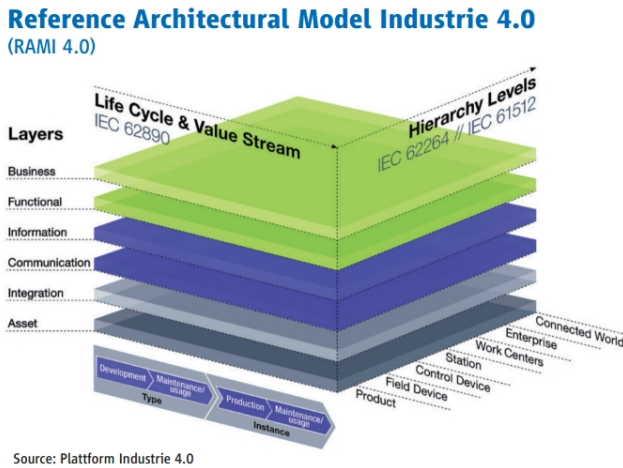 Reference Architectural Model Industrie 4.0
(RAMI 4.0)
Life Cycle & Value Stream
IEC 62890
Hierarchy Levels
IEC 62264 // IEC 61512
Layers
Business
Functional
Information
Communication
Integration
Asset
Development
Maintenance/
usage
Type
Production
Maintenance/
usage
Instance
Connected World
Enterprise
Work Centers
Station
Control Device
Field Device
Product
Source: Plattform Industrie 4.0